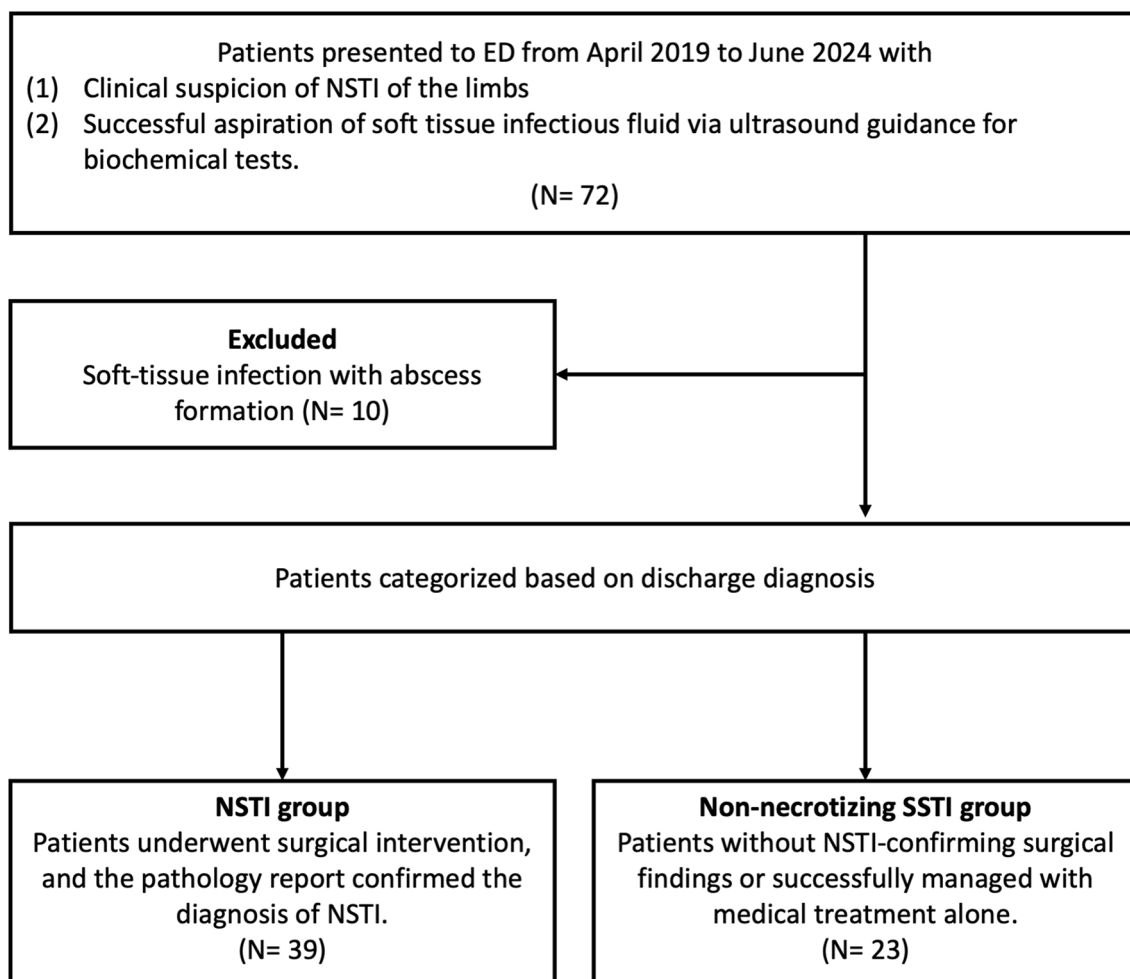 Patients presented to ED from April 2019 to June 2024 with
(1) Clinical suspicion of NSTI of the limbs
(2) Successful aspiration of soft tissue infectious fluid via ultrasound guidance for
biochemical tests.
(N= 72)
Excluded
Soft-tissue infection with abscess
formation (N= 10)
Patients categorized based on discharge diagnosis
NSTI group
Patients underwent surgical intervention,
and the pathology report confirmed the
diagnosis of NSTI.
(N= 39)
Non-necrotizing SSTI group
Patients without NSTI-confirming surgical
findings or successfully managed with
medical treatment alone.
(N= 23)